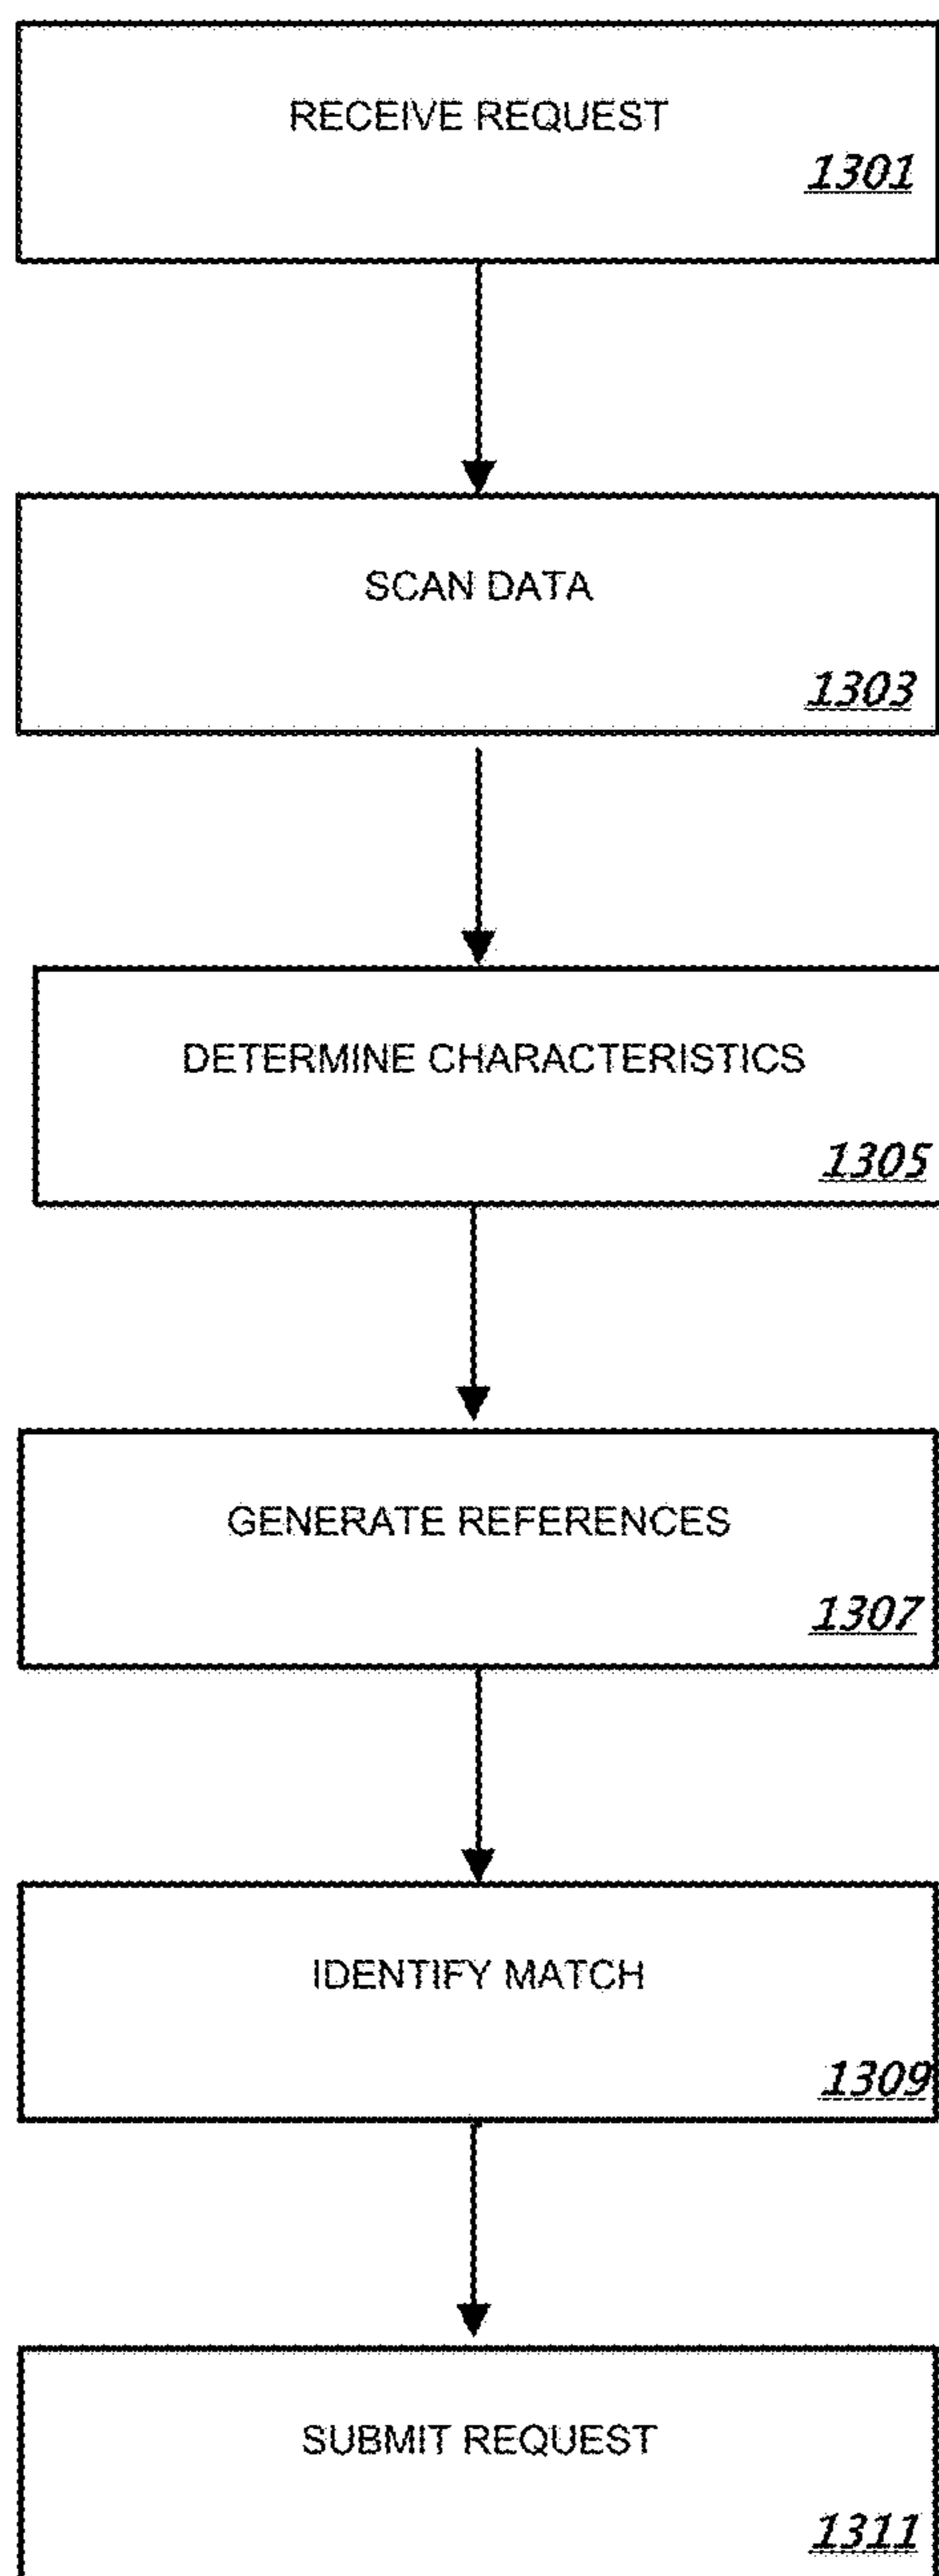 RECEIVE REQUEST
1301
SCAN DATA
1303
DETERMINE CHARACTERISTICS
1305
GENERATE REFERENCES
1307
IDENTIFY MATCH
1309
SUBMIT REQUEST
1311